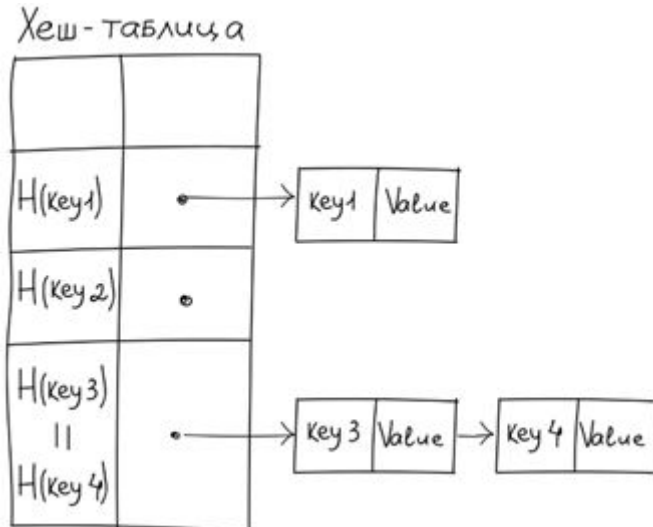 Хеш-таблица
H(key1)
key1 Value
H(key2)
H(key3)
||
H(key4)
key3 Value
key4 Value